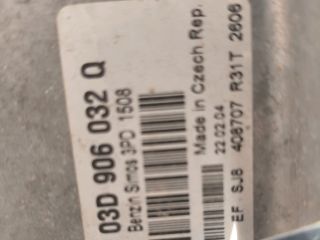 03D 906 032 Q
Benzin Simos 3PD 1508
Made in Czech Rep.
22.02.04
EF SJ8 408707 R31T 2606